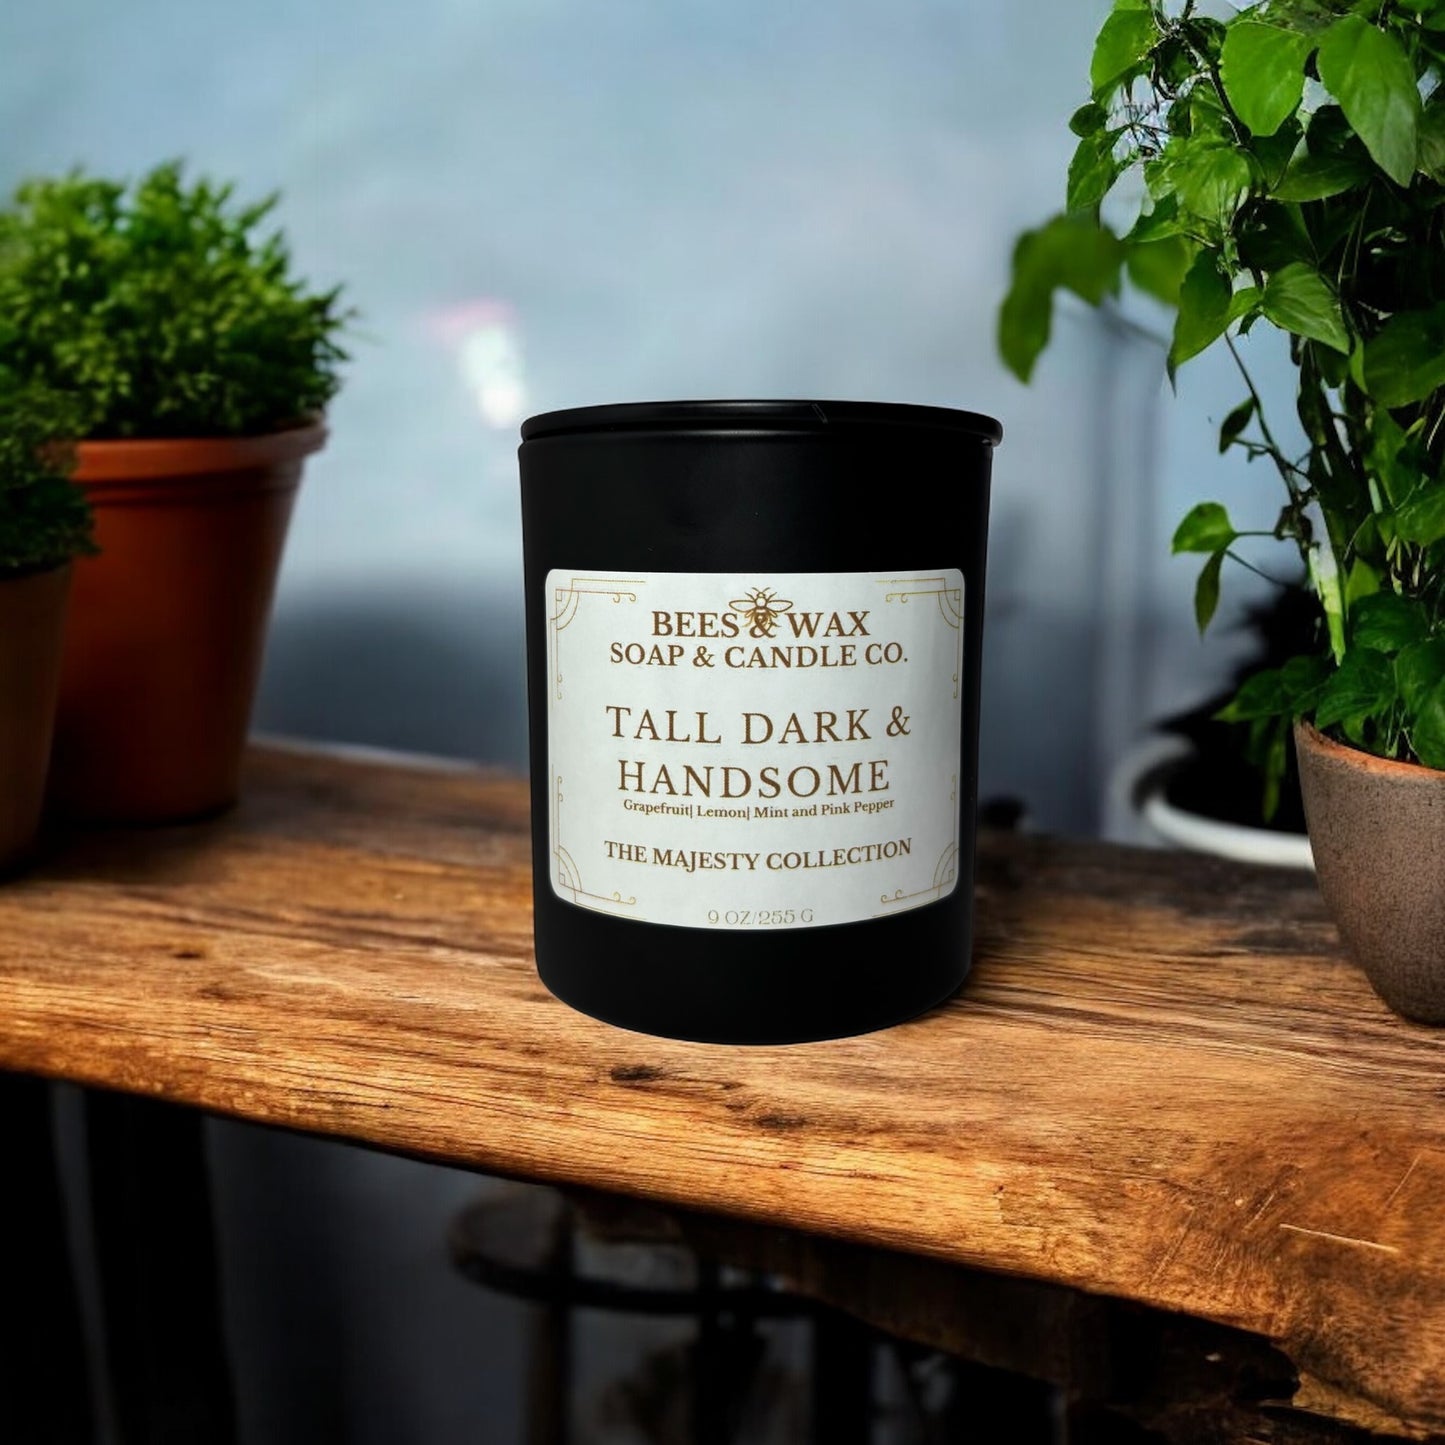 BEES & WAX
SOAP & CANDLE CO.
TALL DARK &
HANDSOME
Grapefruit| Lemon| Mint and Pink Pepper
THE MAJESTY COLLECTION
9 OZ/255 G